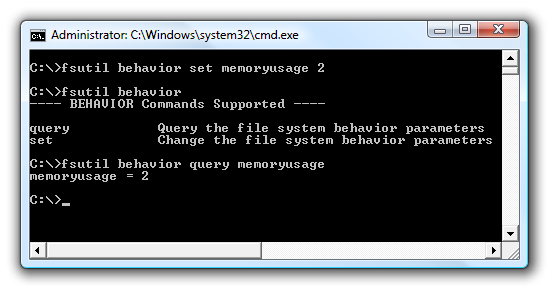 Administrator: C:\Windows\system32\cmd.exe
C:\>fsutil behavior set memoryusage 2
C:\>fsutil behavior
---- BEHAVIOR Commands Supported ----
query           Query the file system behavior parameters
set             Change the file system behavior parameters
C:\>fsutil behavior query memoryusage
memoryusage = 2
C:\>_